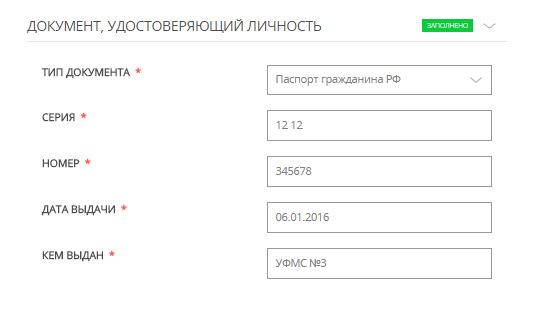 ДОКУМЕНТ, УДОСТОВЕРЯЮЩИЙ ЛИЧНОСТЬ ЗАПОЛНЕНО
ТИП ДОКУМЕНТА * Паспорт гражданина РФ
СЕРИЯ * 12 12
НОМЕР * 345678
ДАТА ВЫДАЧИ * 06.01.2016
КЕМ ВЫДАН * УФМС №3